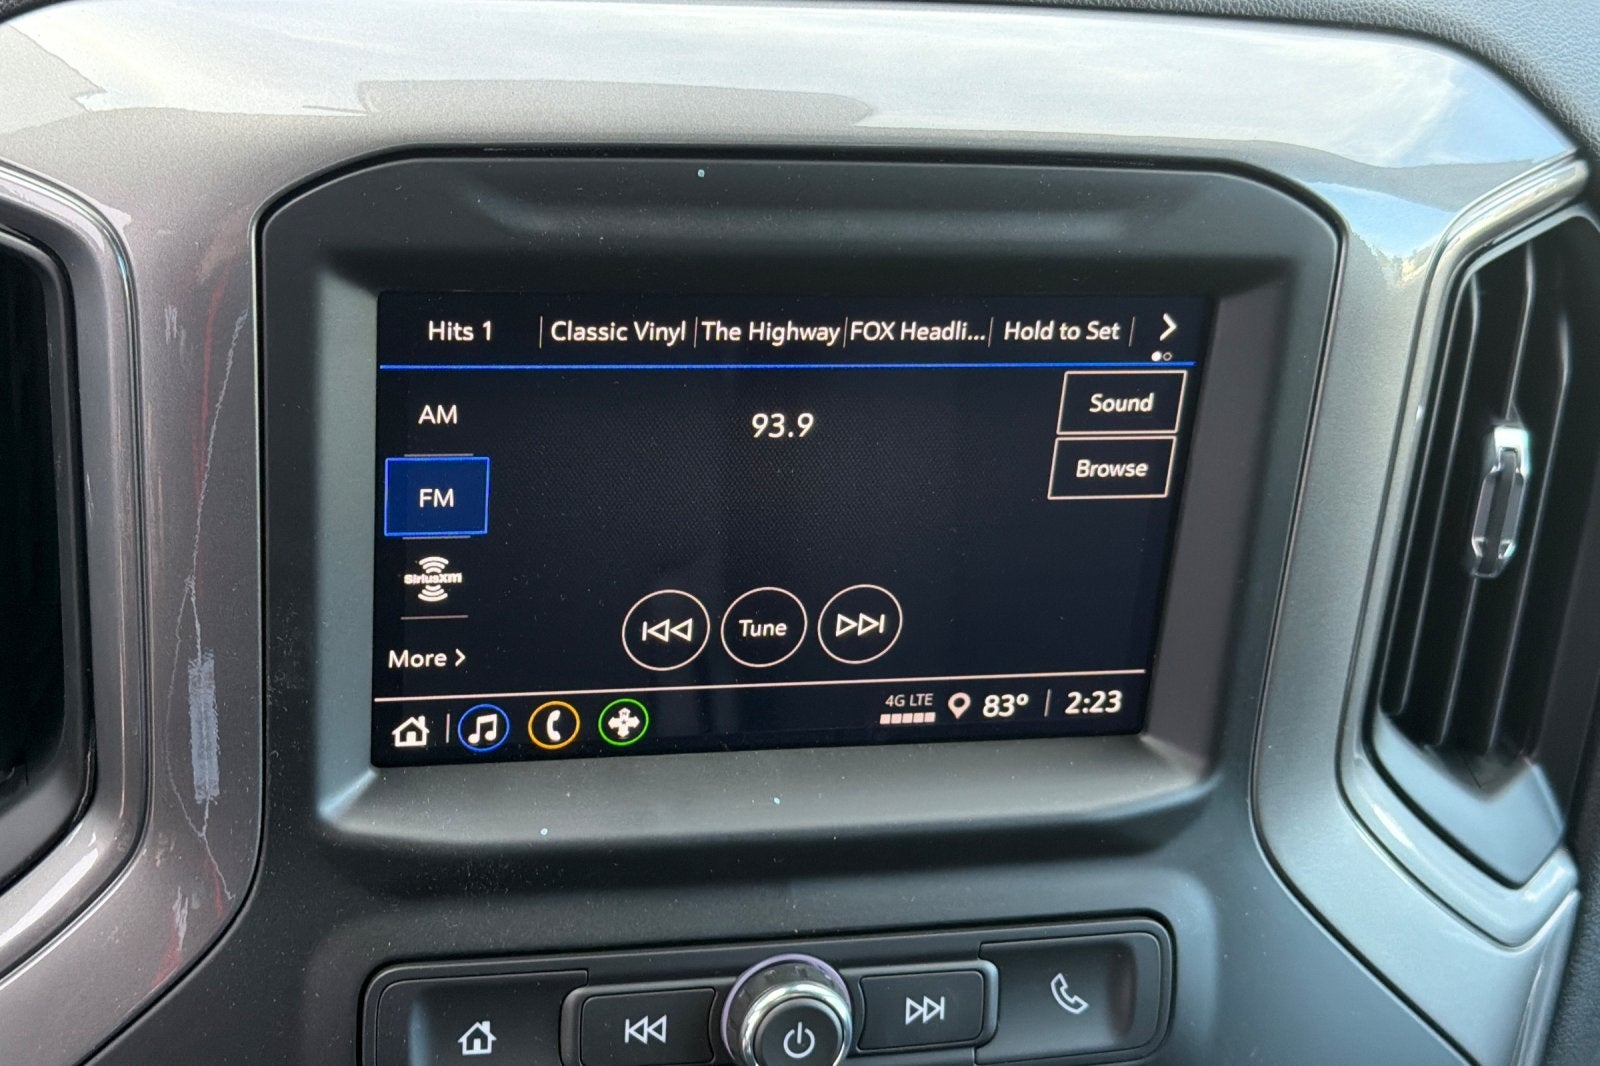 Hits 1 Classic Vinyl The Highway FOX Headli... Hold to Set
AM
93.9
Sound
FM
Browse
SiriusXM
Tune
More
4G LTE 83° 2:23